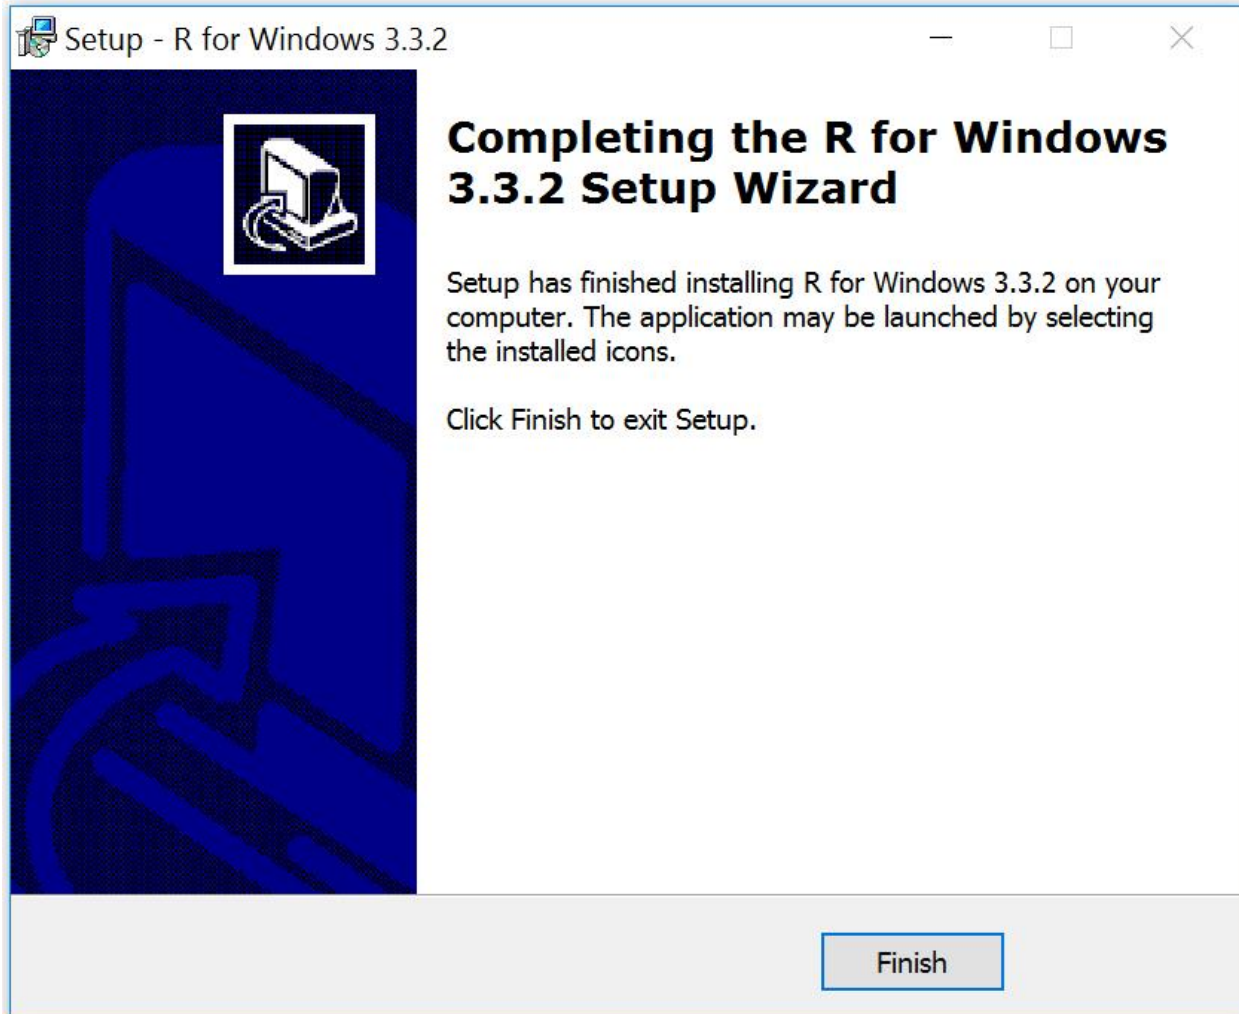 Setup - R for Windows 3.3.2
Completing the R for Windows
3.3.2 Setup Wizard
Setup has finished installing R for Windows 3.3.2 on your
computer. The application may be launched by selecting
the installed icons.
Click Finish to exit Setup.
Finish